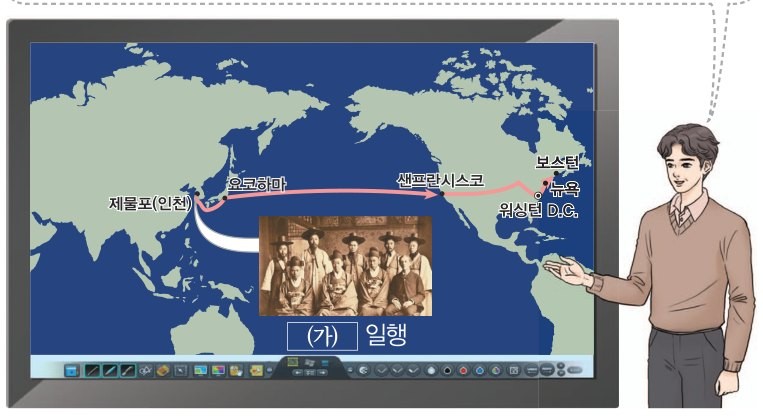 보스턴
요코하마
샌프란시스코
뉴욕
제물포(인천)
워싱턴 D.C.
(가) 일행